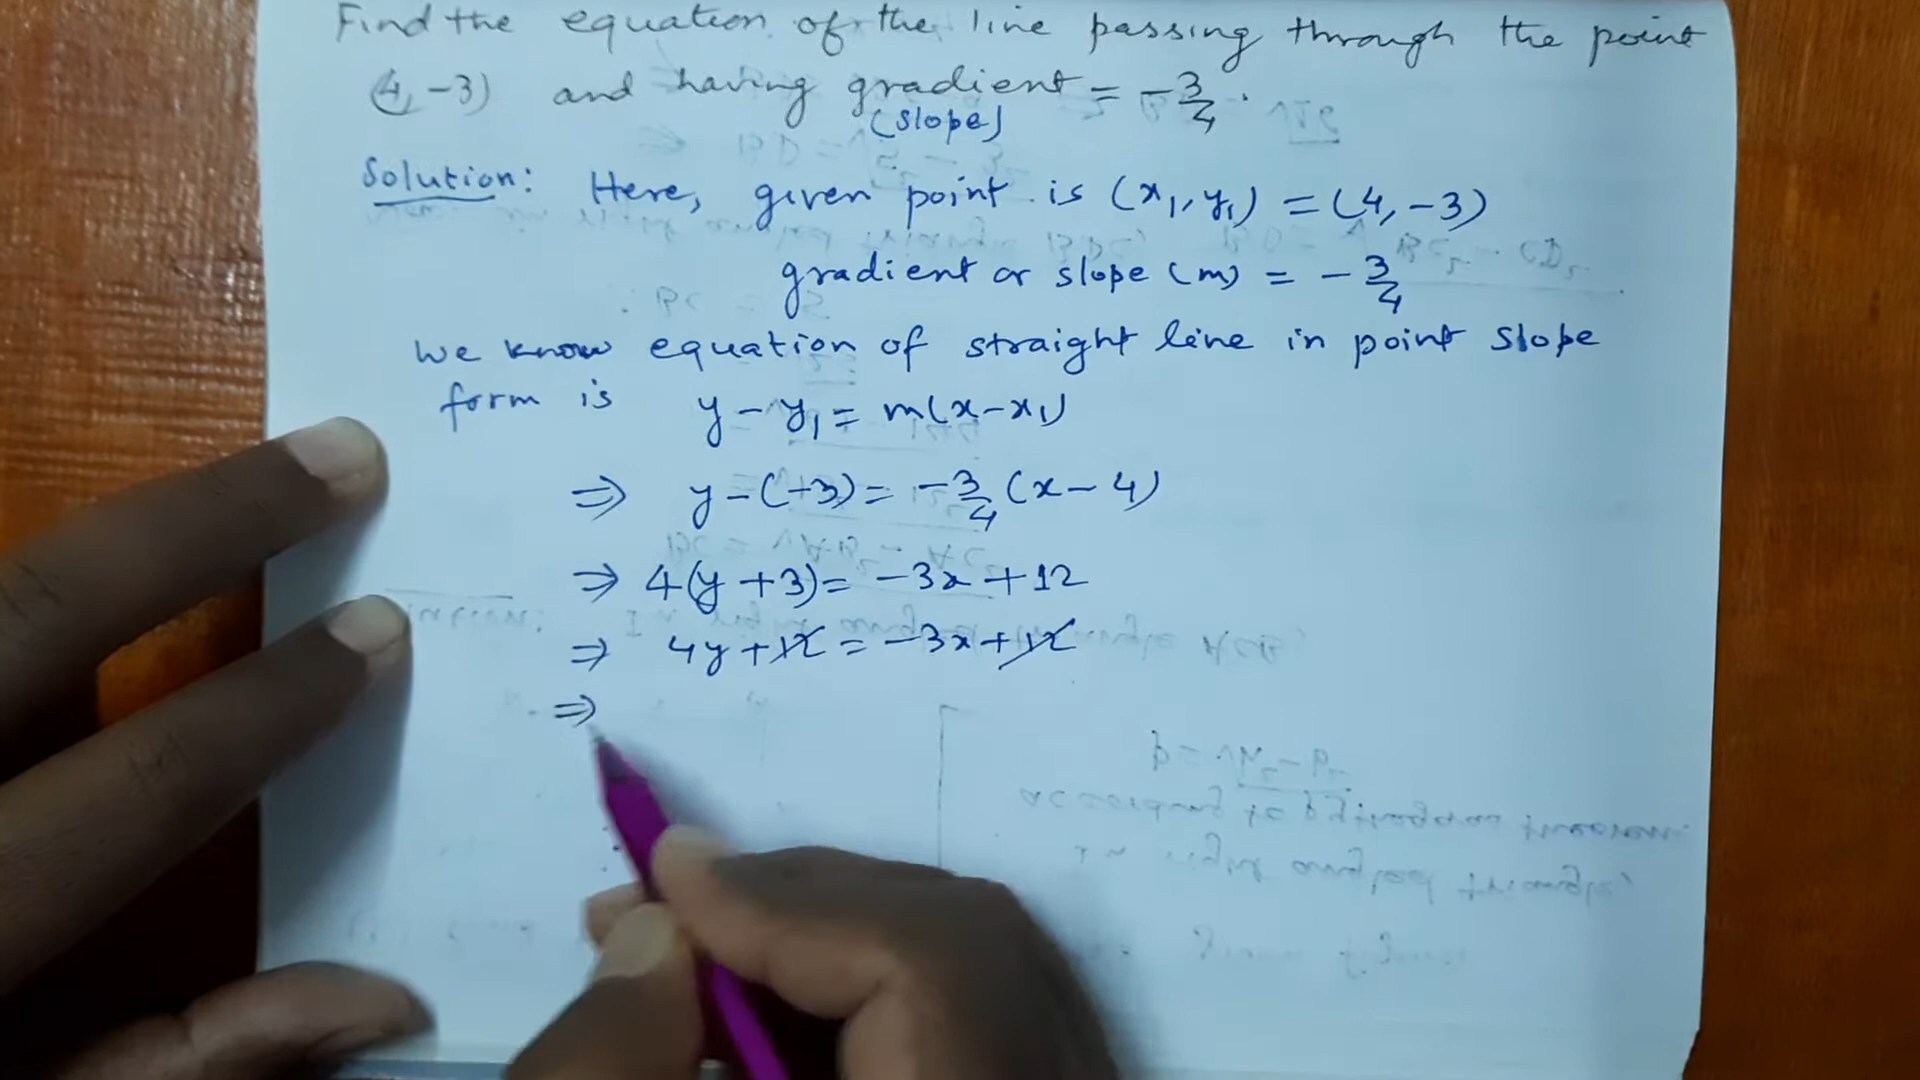 Find the equation of the line passing through the point
(4, -3) and having gradient = -3/4.
(slope)
Solution: Here, given point is (x₁, y₁) = (4, -3)
gradient or slope (m) = -3/4
We know equation of straight line in point slope
form is y - y₁ = m(x - x₁)
⇒ y - (-3) = -3/4 (x - 4)
⇒ 4(y + 3) = -3x + 12
⇒ 4y + 12 = -3x + 12
⇒